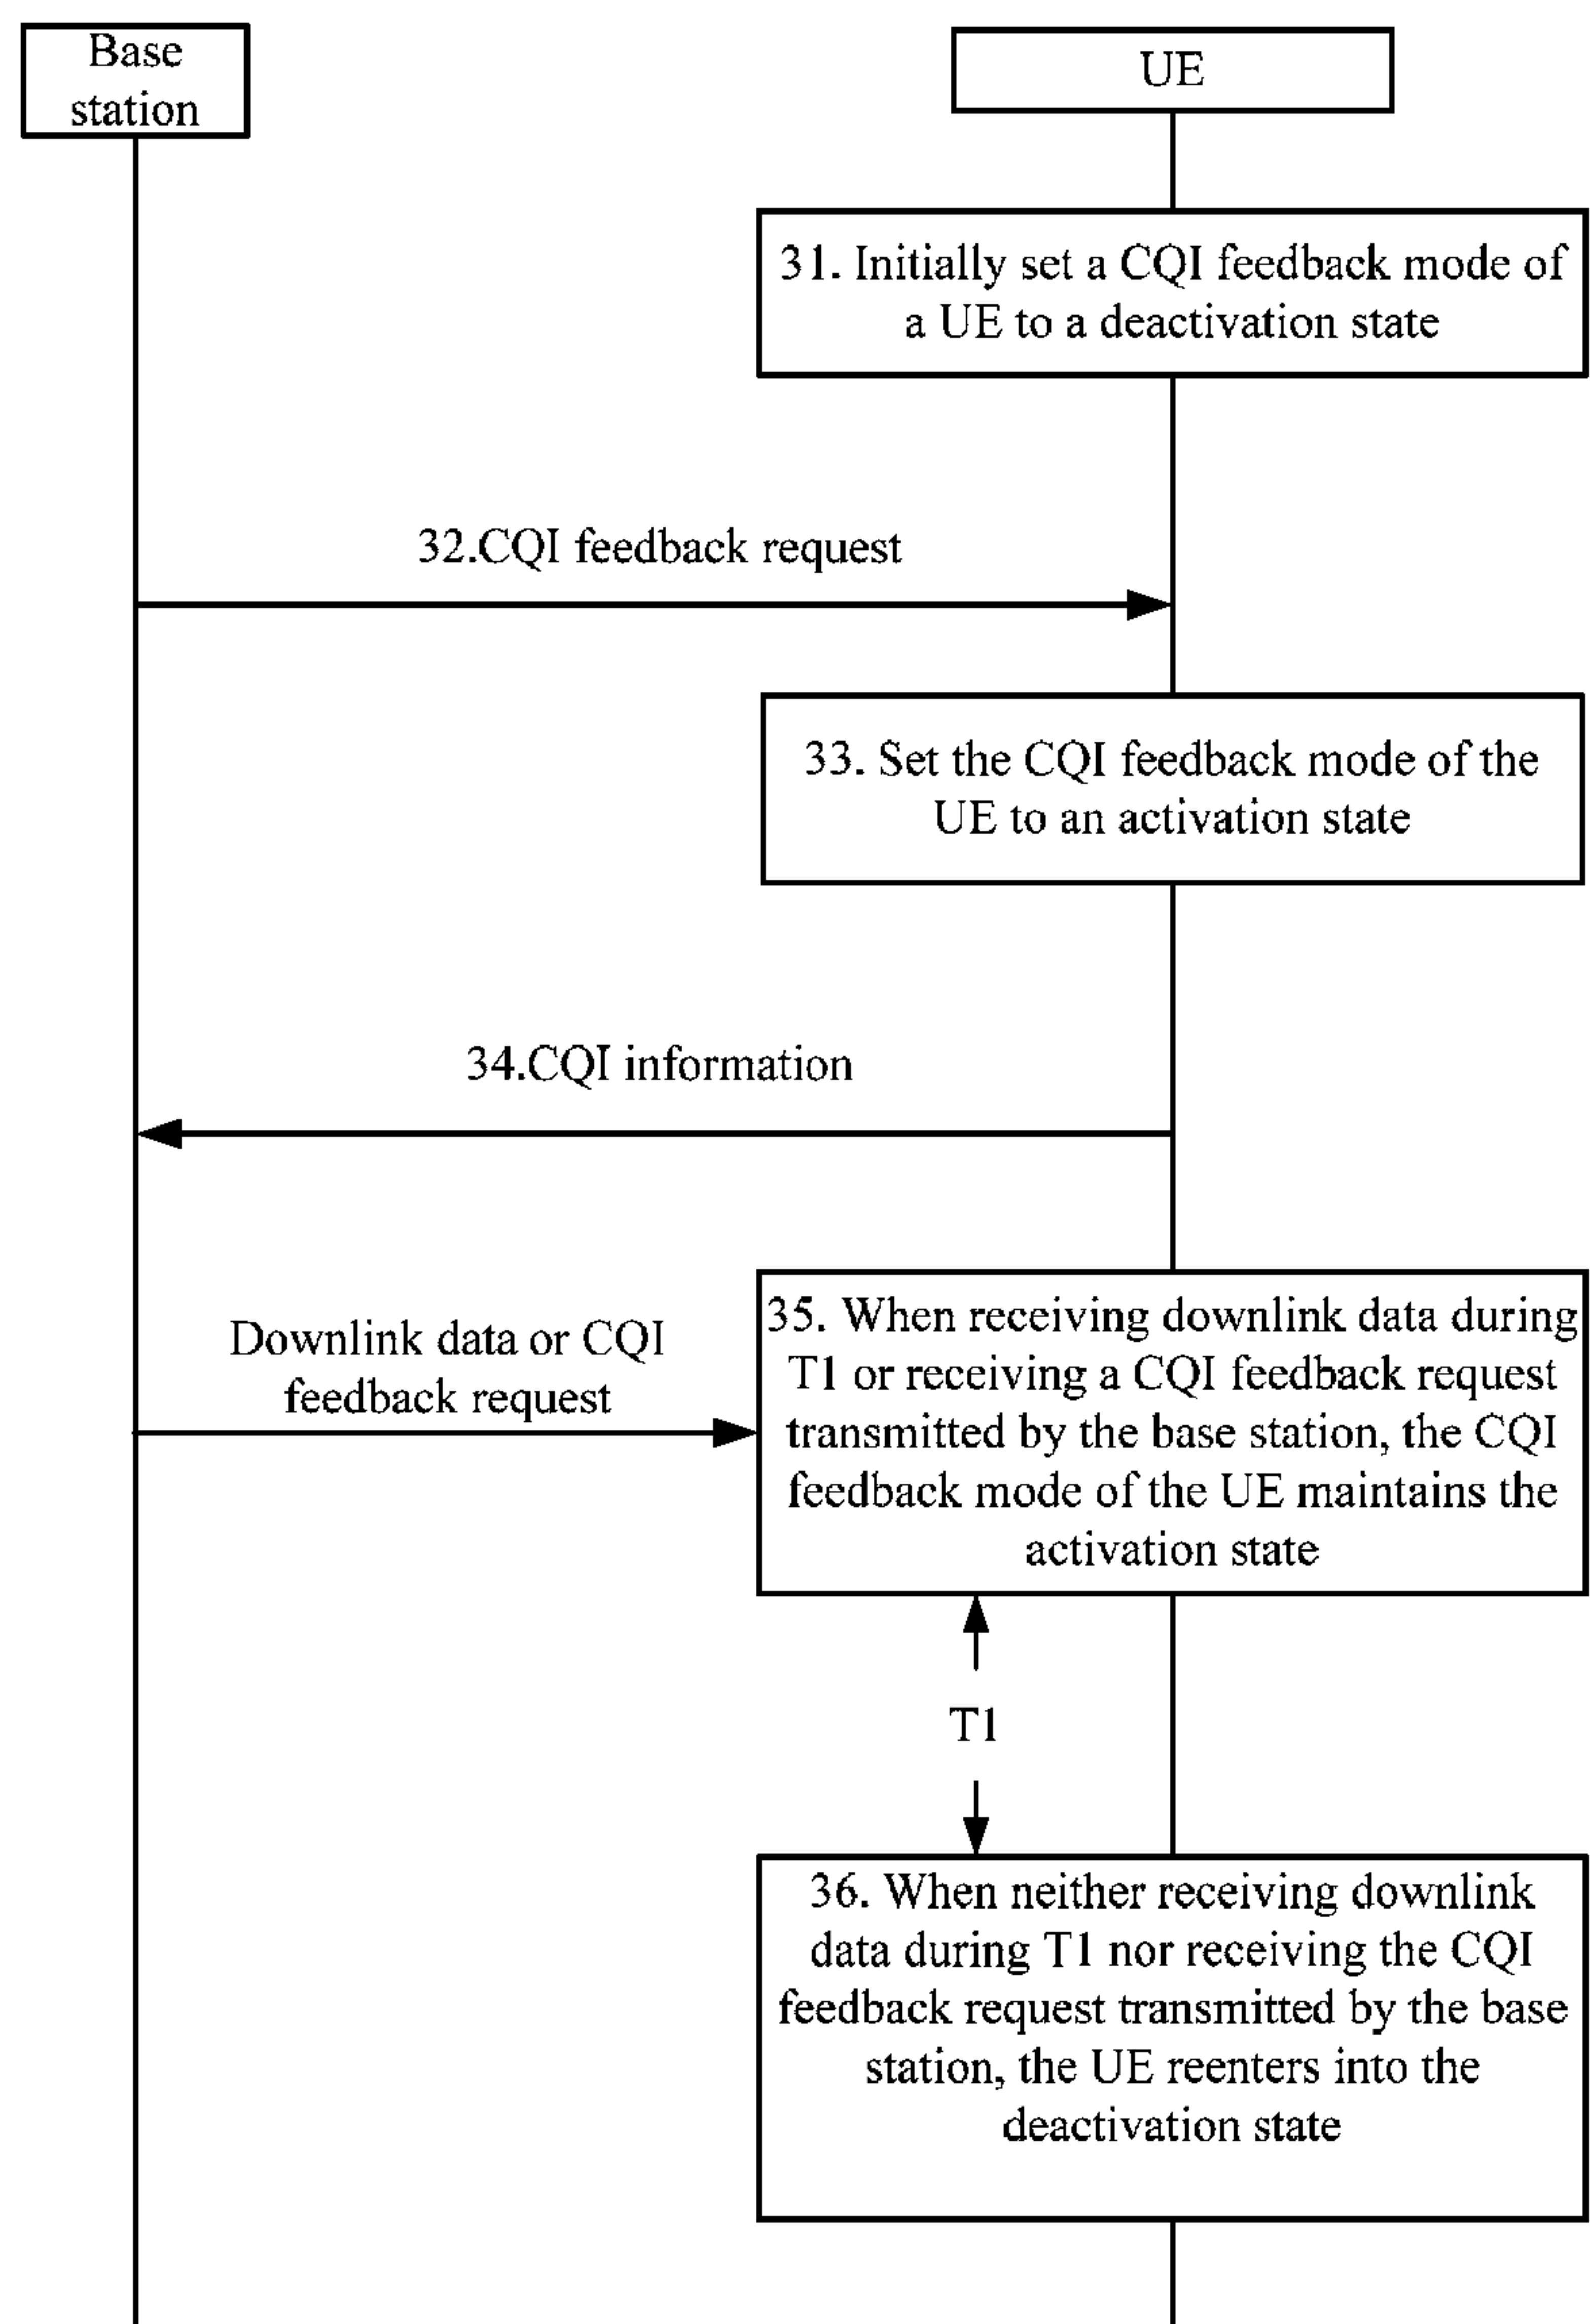 Base
station
UE
31. Initially set a CQI feedback mode of
a UE to a deactivation state
32.CQI feedback request
33. Set the CQI feedback mode of the
UE to an activation state
34.CQI information
Downlink data or CQI
feedback request
35. When receiving downlink data during
T1 or receiving a CQI feedback request
transmitted by the base station, the CQI
feedback mode of the UE maintains the
activation state
T1
36. When neither receiving downlink
data during T1 nor receiving the CQI
feedback request transmitted by the base
station, the UE reenters into the
deactivation state